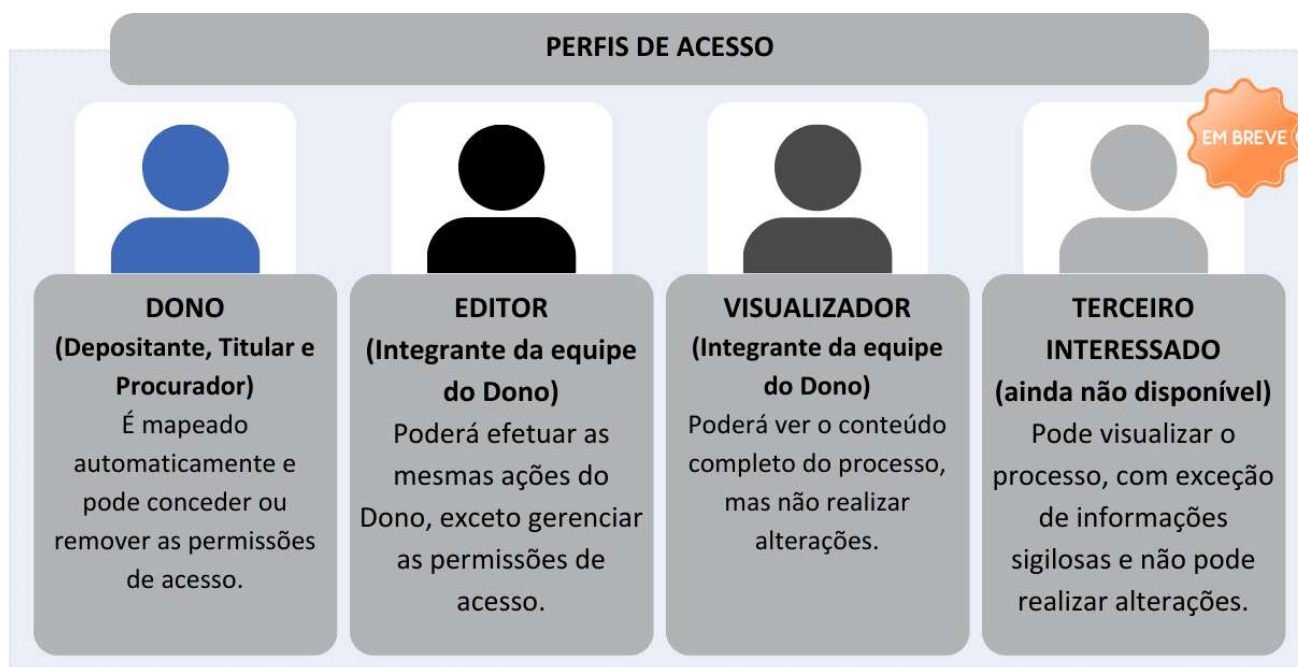 PERFIS DE ACESSO
EM BREVE
DONO
(Depositante, Titular e
Procurador)
É mapeado
automaticamente e
pode conceder ou
remover as permissões
de acesso.
EDITOR
(Integrante da equipe
do Dono)
Poderá efetuar as
mesmas ações do
Dono, exceto gerenciar
as permissões de
acesso.
VISUALIZADOR
(Integrante da equipe
do Dono)
Poderá ver o conteúdo
completo do processo,
mas não realizar
alterações.
TERCEIRO
INTERESSADO
(ainda não disponível)
Pode visualizar o
processo, com exceção
de informações
sigilosas e não pode
realizar alterações.